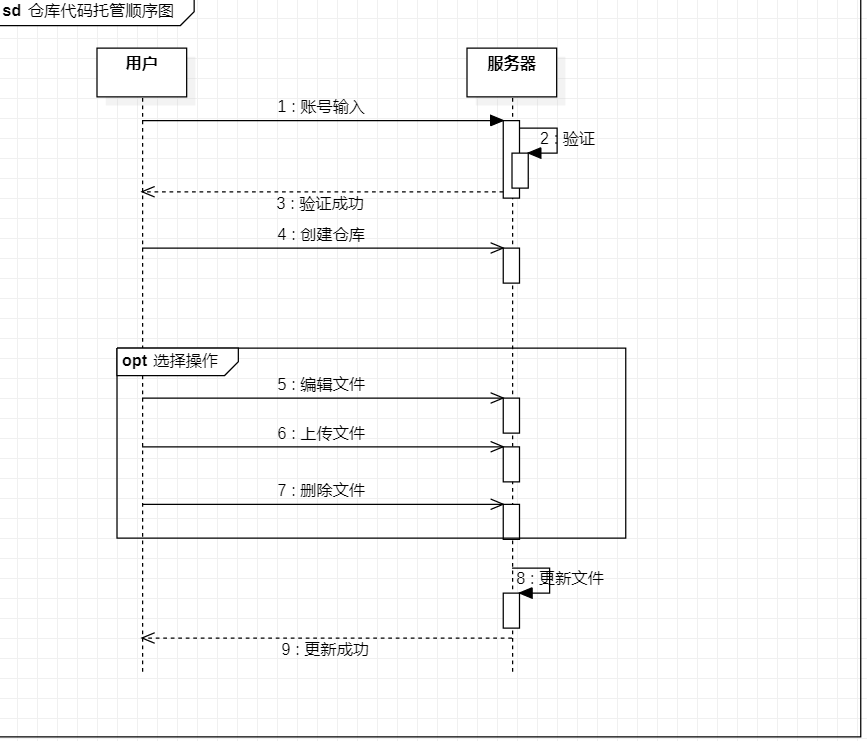 sd 仓库代码托管顺序图
用户
服务器
1 : 账号输入
2 : 验证
3 : 验证成功
4 : 创建仓库
opt 选择操作
5 : 编辑文件
6 : 上传文件
7 : 删除文件
8 : 更新文件
9 : 更新成功